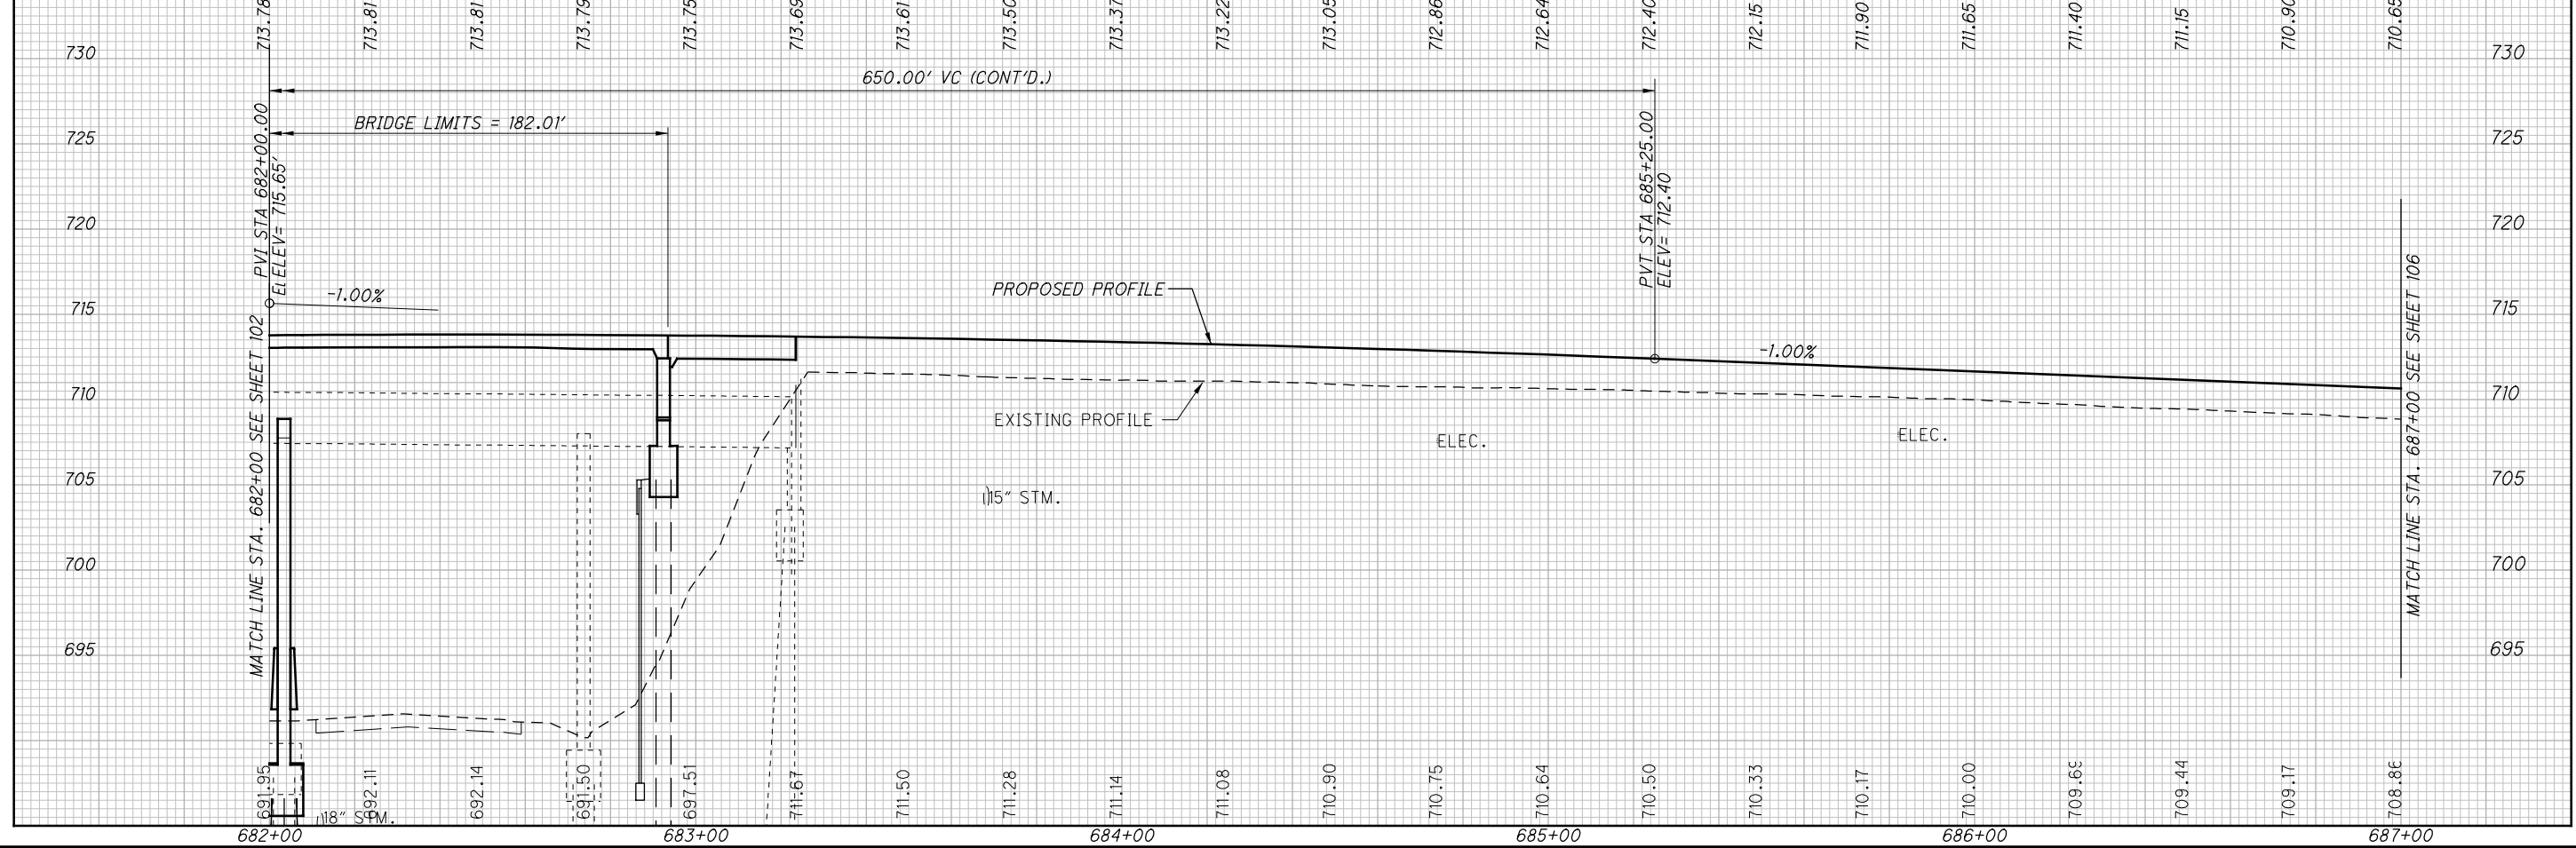 713.78 713.81 713.81 713.79 713.75 713.69 713.61 713.50 713.37 713.22 713.05 712.86 712.64 712.40 712.15 711.90 711.65 711.40 711.15 710.90 710.65
730 730
650.00' VC (CONT'D.)
BRIDGE LIMITS = 182.01'
725 725
PVI STA 682+00.00
ELEV= 715.65'
PVT STA 685+25.00
ELEV= 712.40
720 720
-1.00%
PROPOSED PROFILE
715 715
-1.00%
MATCH LINE STA. 682+00 SEE SHEET 102
MATCH LINE STA. 687+00 SEE SHEET 106
710 710
EXISTING PROFILE
ELEC.
ELEC.
705 705
15" STM.
700 700
695 695
691.95 692.11 692.14 691.50 697.51 711.67 711.50 711.28 711.14 711.08 710.90 710.75 710.64 710.50 710.33 710.17 710.00 709.69 709.44 709.17 708.86
18" STM.
682+00 683+00 684+00 685+00 686+00 687+00